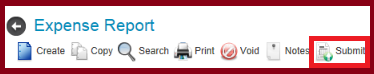 Expense Report
Create Copy Search Print Void Notes Submit